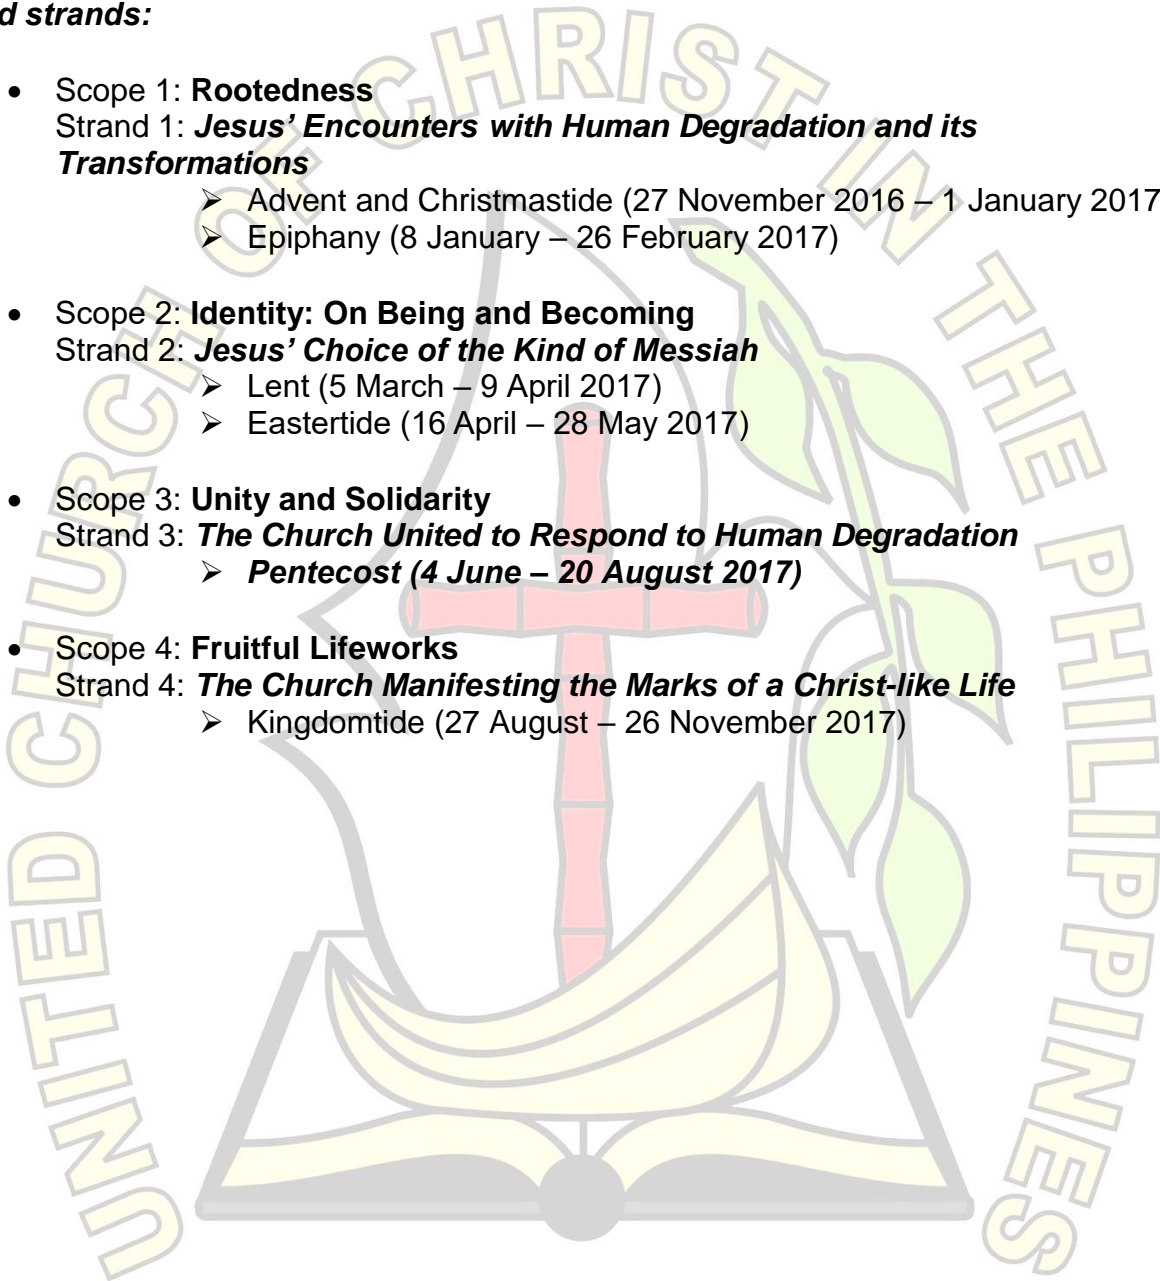 d strands:
• Scope 1: Rootedness
Strand 1: Jesus’ Encounters with Human Degradation and its
Transformations
➢ Advent and Christmastide (27 November 2016 – 1 January 2017
➢ Epiphany (8 January – 26 February 2017)
• Scope 2: Identity: On Being and Becoming
Strand 2: Jesus’ Choice of the Kind of Messiah
➢ Lent (5 March – 9 April 2017)
➢ Eastertide (16 April – 28 May 2017)
• Scope 3: Unity and Solidarity
Strand 3: The Church United to Respond to Human Degradation
➢ Pentecost (4 June – 20 August 2017)
• Scope 4: Fruitful Lifeworks
Strand 4: The Church Manifesting the Marks of a Christ-like Life
➢ Kingdomtide (27 August – 26 November 2017)
UNITED CHURCH OF CHRIST IN THE PHILIPPINES